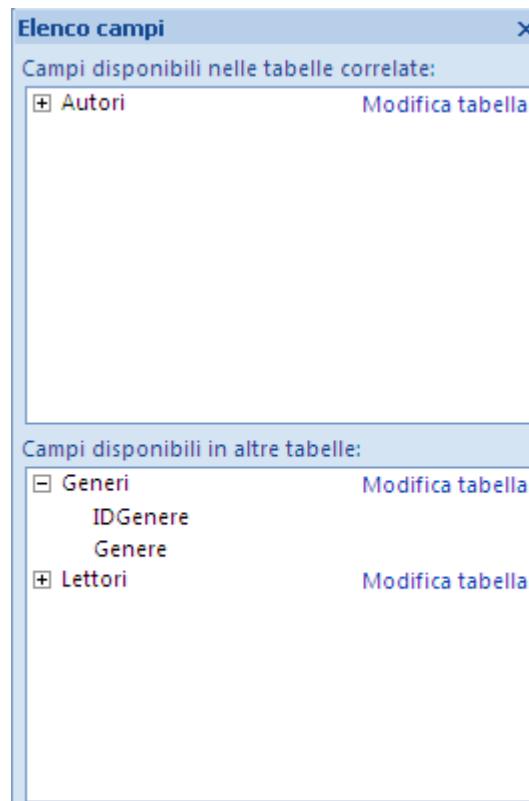 Elenco campi
Campi disponibili nelle tabelle correlate:
Autori Modifica tabella
Campi disponibili in altre tabelle:
Generi Modifica tabella
IDGenere
Genere
Lettori Modifica tabella